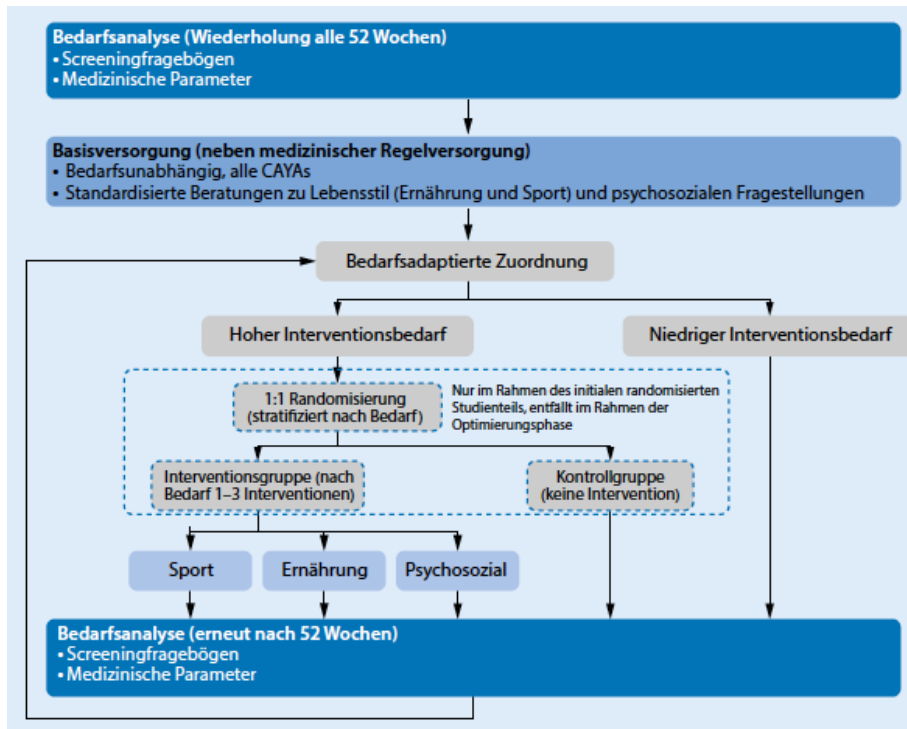 Bedarfsanalyse (Wiederholung alle 52 Wochen)
• Screeningfragebögen
• Medizinische Parameter
Basisversorgung (neben medizinischer Regelversorgung)
• Bedarfsunabhängig, alle CAYAs
• Standardisierte Beratungen zu Lebensstil (Ernährung und Sport) und psychosozialen Fragestellungen
Bedarfsadaptierte Zuordnung
Hoher Interventionsbedarf
Niedriger Interventionsbedarf
1:1 Randomisierung
(stratifiziert nach Bedarf)
Nur im Rahmen des initialen randomisierten
Studienteils, entfällt im Rahmen der
Optimierungsphase
Interventionsgruppe (nach
Bedarf 1–3 Interventionen)
Kontrollgruppe
(keine Intervention)
Sport
Ernährung
Psychosozial
Bedarfsanalyse (erneut nach 52 Wochen)
• Screeningfragebögen
• Medizinische Parameter